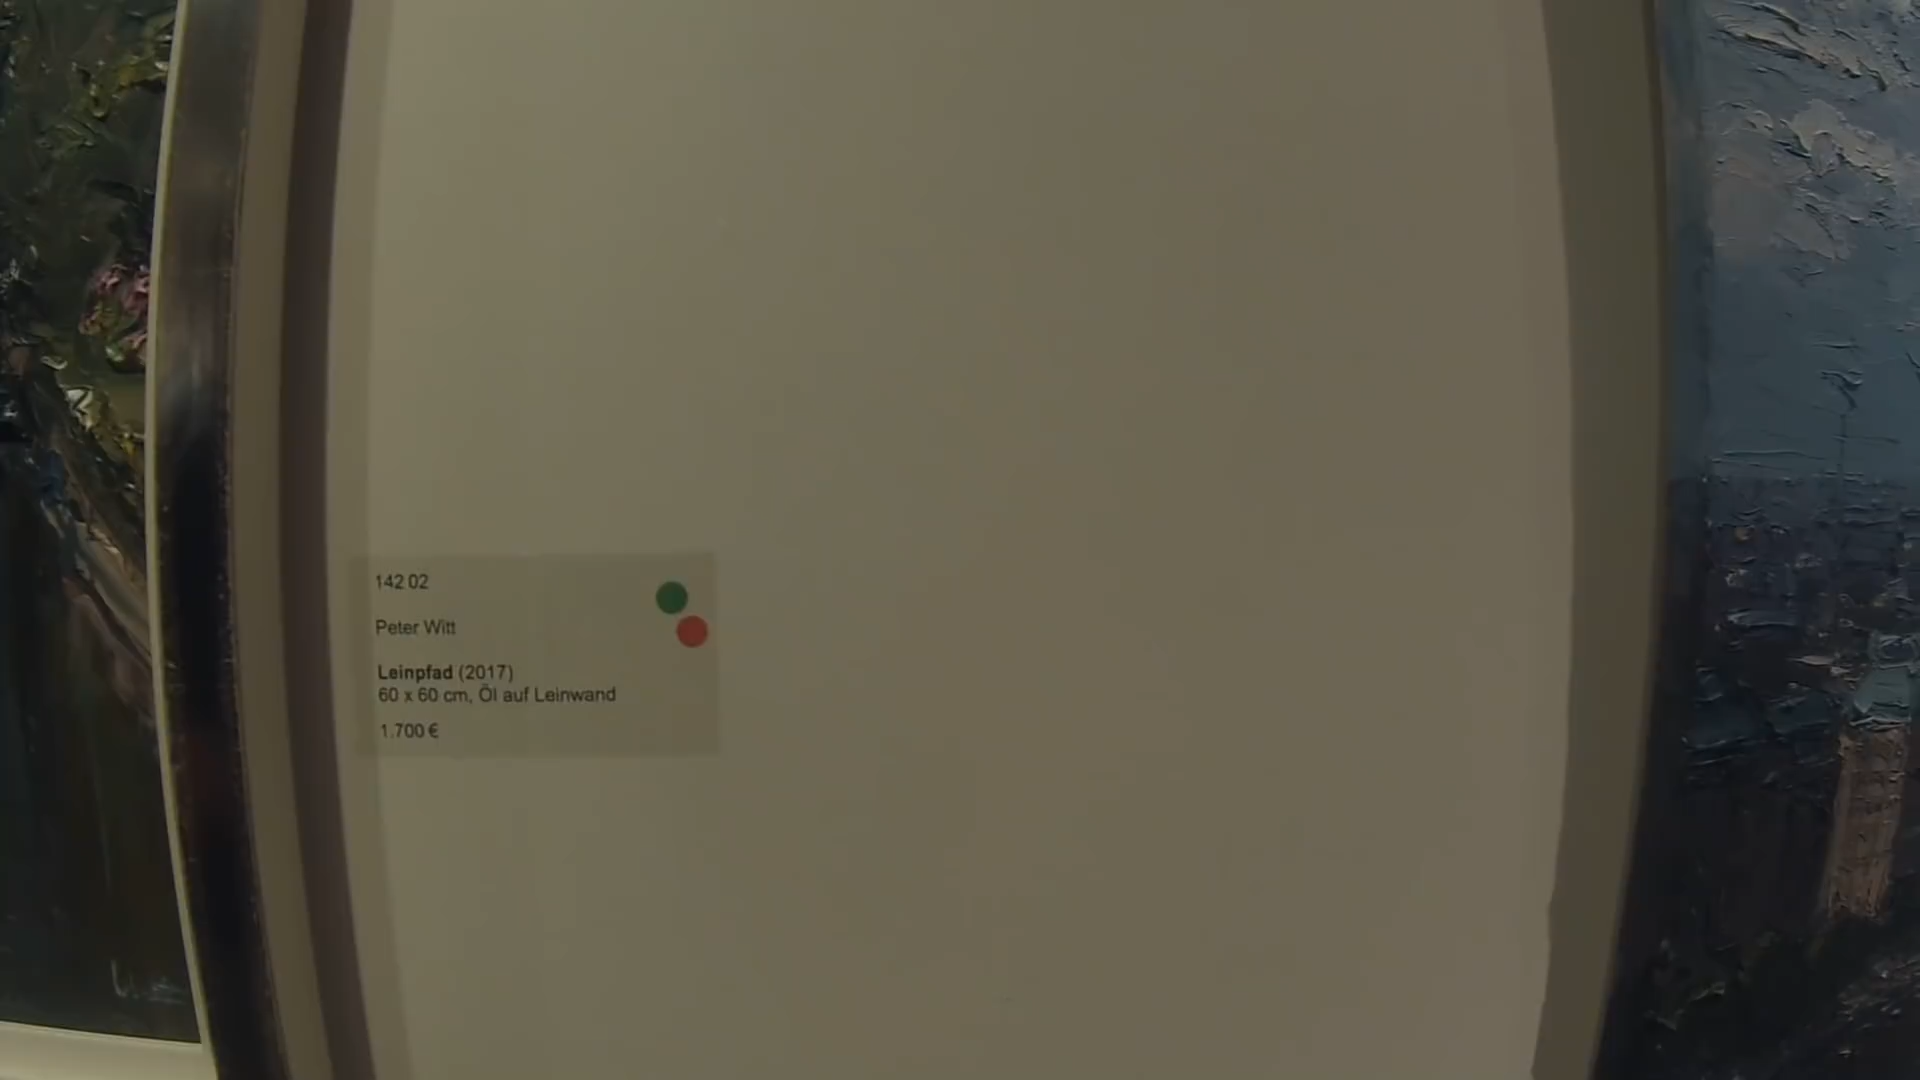 142 02
Peter Witt
Leinpfad (2017)
60 x 60 cm, Öl auf Leinwand
1.700 €